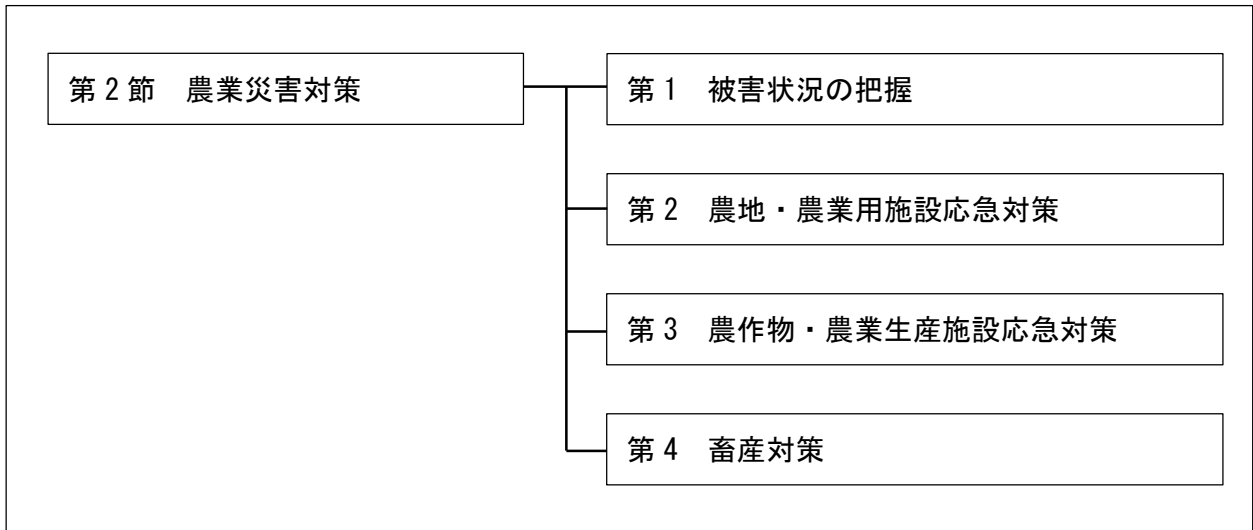 第2節　農業災害対策
第1　被害状況の把握
第2　農地・農業用施設応急対策
第3　農作物・農業生産施設応急対策
第4　畜産対策